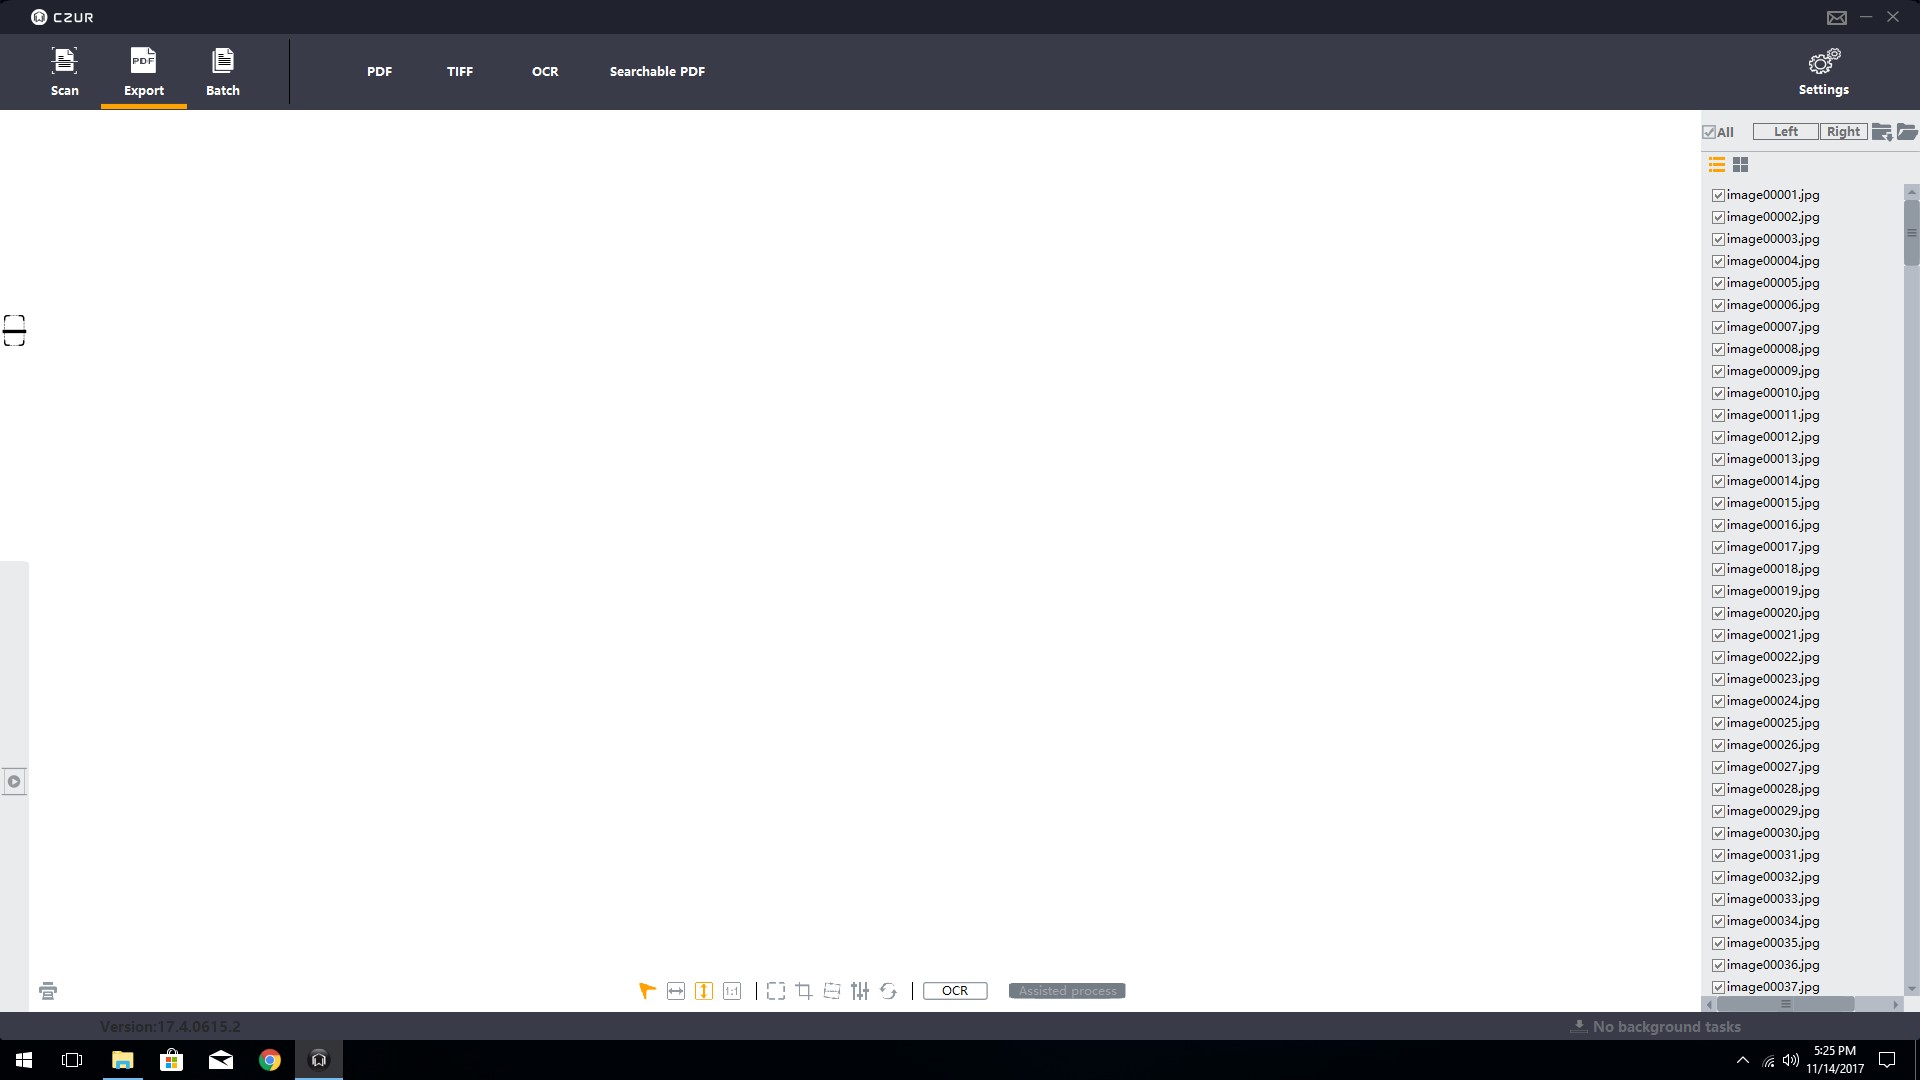 CZUR
Scan
PDF
Export
Batch
PDF
TIFF
OCR
Searchable PDF
Settings
All
Left
Right
image00001.jpg
image00002.jpg
image00003.jpg
image00004.jpg
image00005.jpg
image00006.jpg
image00007.jpg
image00008.jpg
image00009.jpg
image00010.jpg
image00011.jpg
image00012.jpg
image00013.jpg
image00014.jpg
image00015.jpg
image00016.jpg
image00017.jpg
image00018.jpg
image00019.jpg
image00020.jpg
image00021.jpg
image00022.jpg
image00023.jpg
image00024.jpg
image00025.jpg
image00026.jpg
image00027.jpg
image00028.jpg
image00029.jpg
image00030.jpg
image00031.jpg
image00032.jpg
image00033.jpg
image00034.jpg
image00035.jpg
image00036.jpg
image00037.jpg
1:1
OCR
Assisted process
Version:17.4.0615.2
No background tasks
5:25 PM
11/14/2017